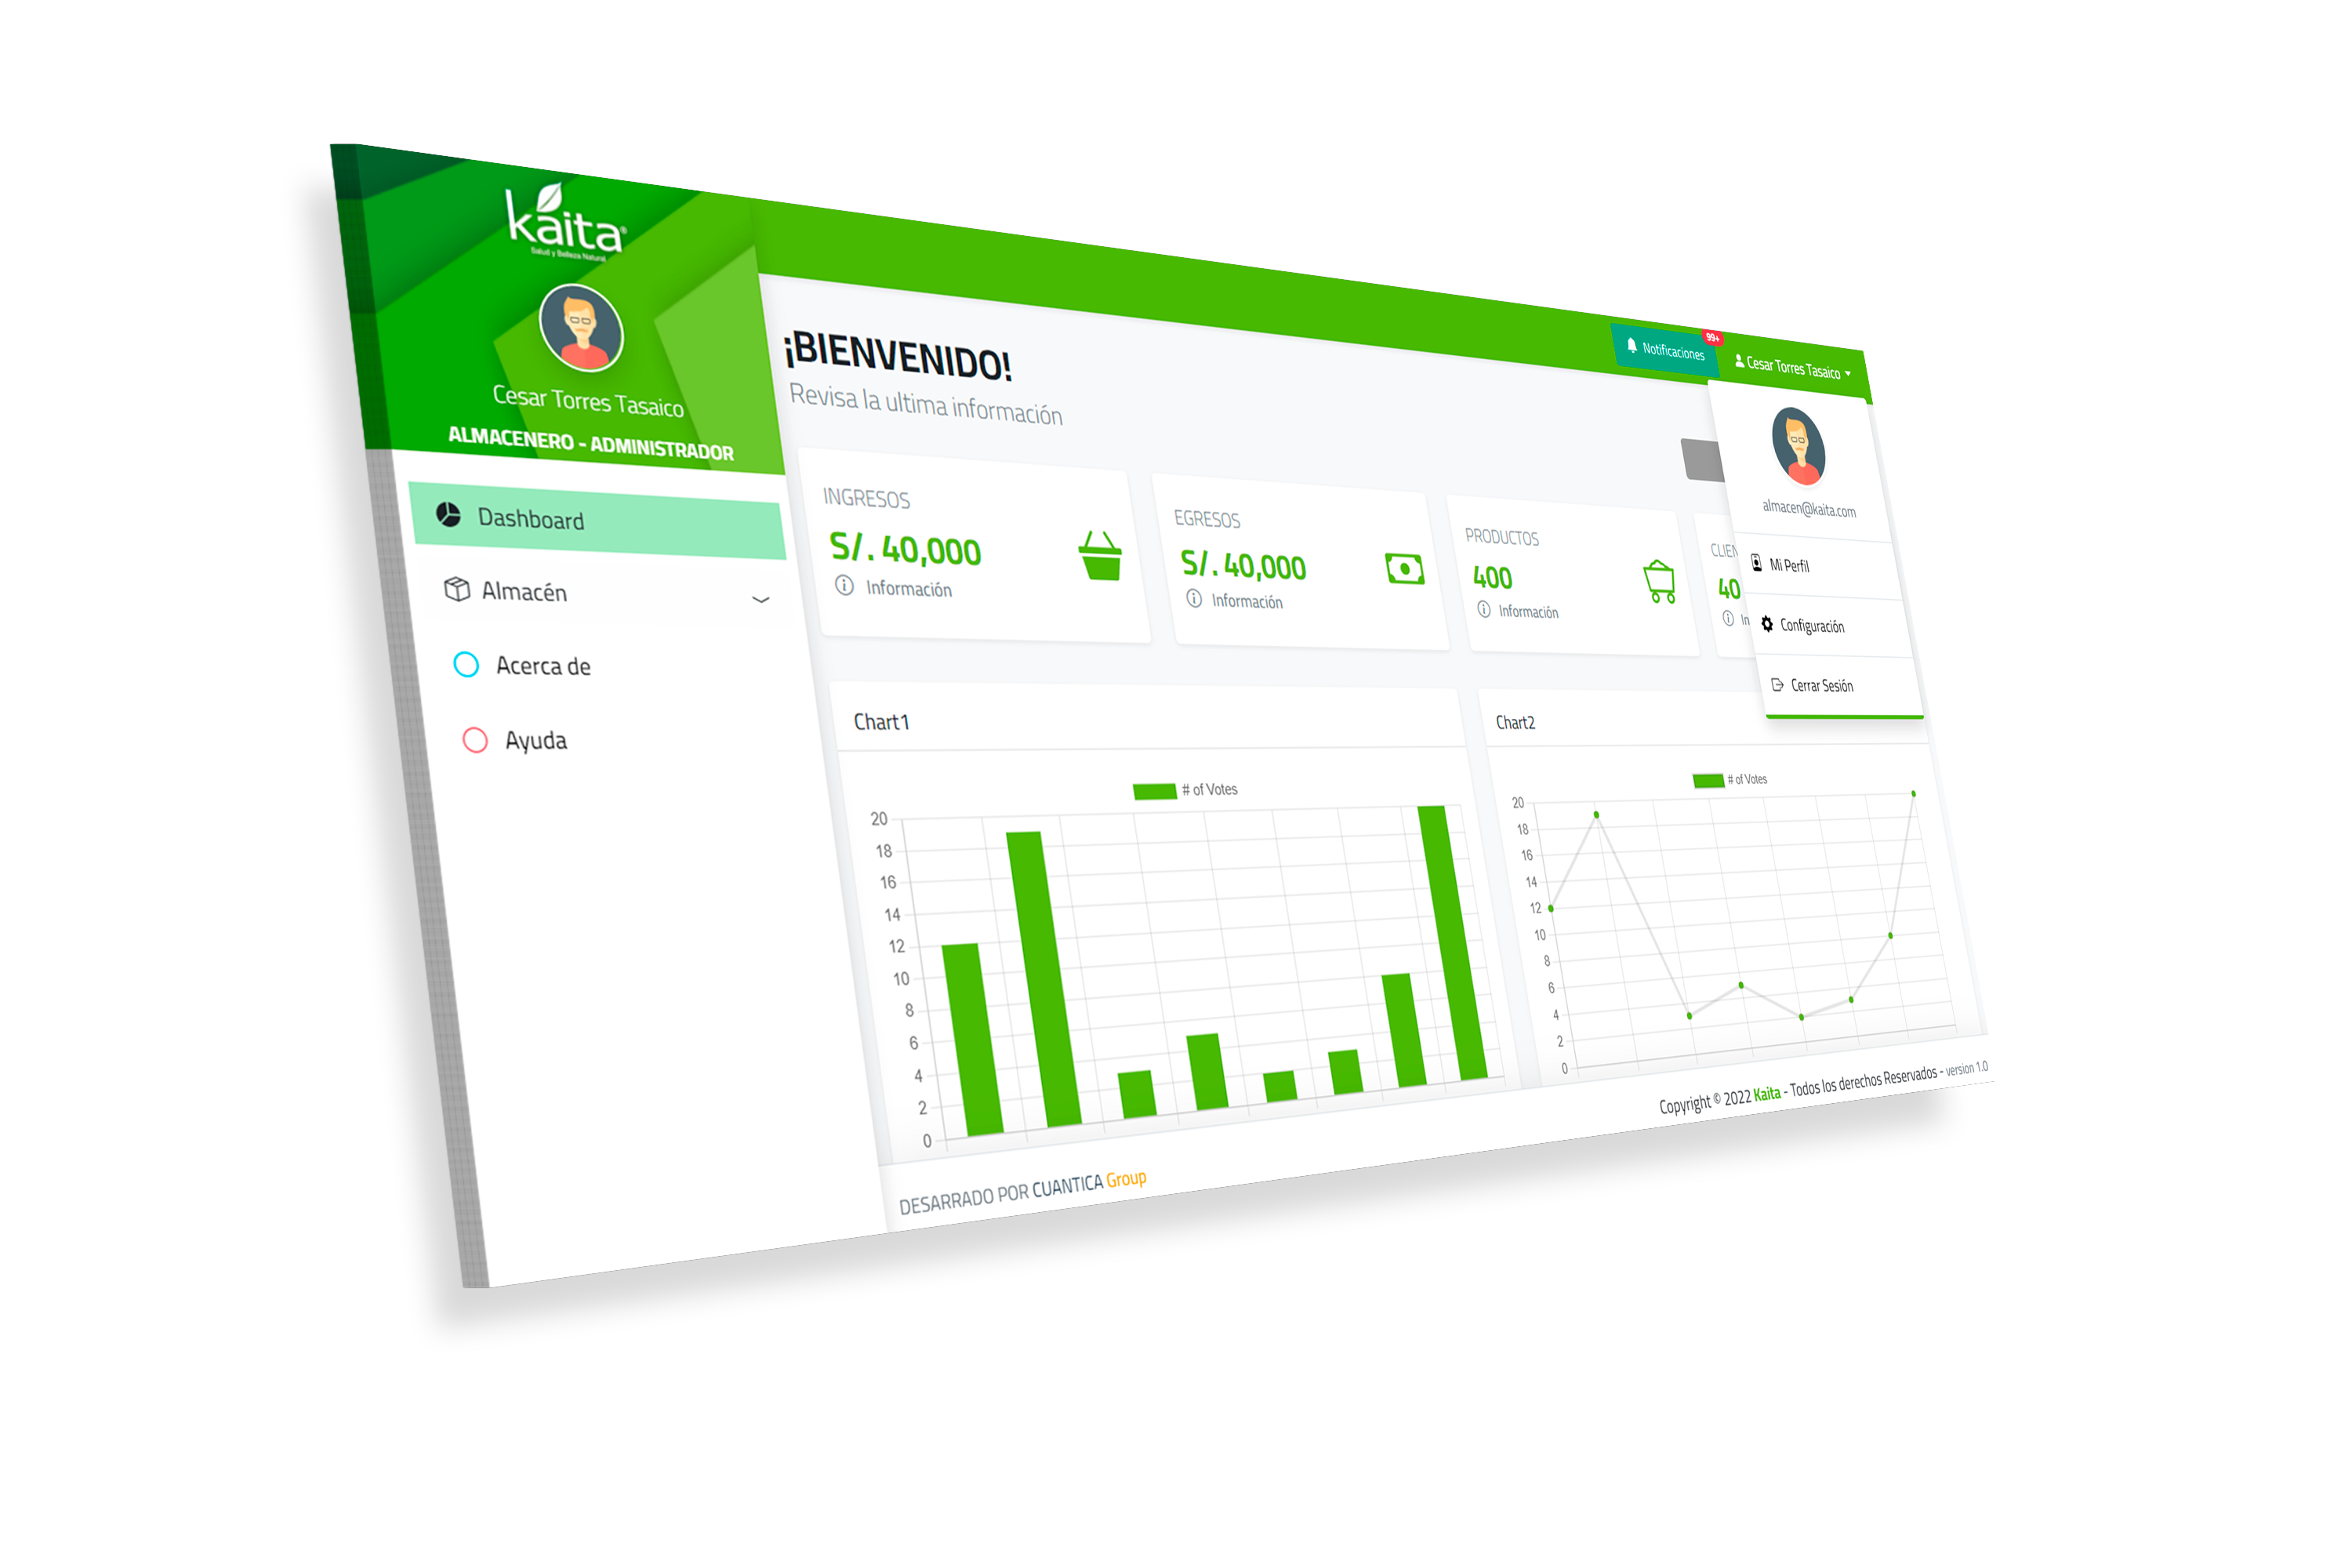 kaita®
Salud y Belleza Natural
Cesar Torres Tasaico
ALMACENERO - ADMINISTRADOR
Dashboard
Almacén
Acerca de
Ayuda
Notificaciones
99+
Cesar Torres Tasaico
almacen@kaita.com
Mi Perfil
Configuración
Cerrar Sesión
¡BIENVENIDO!
Revisa la ultima información
INGRESOS
S/. 40,000
Información
EGRESOS
S/. 40,000
Información
PRODUCTOS
400
Información
CLIEN
40
In
Chart1
# of Votes
20
18
16
14
12
10
8
6
4
2
0
Chart2
# of Votes
20
18
16
14
12
10
8
6
4
2
0
Copyright © 2022 Kaita - Todos los derechos Reservados - version 1.0
DESARRADO POR CUANTICA Group